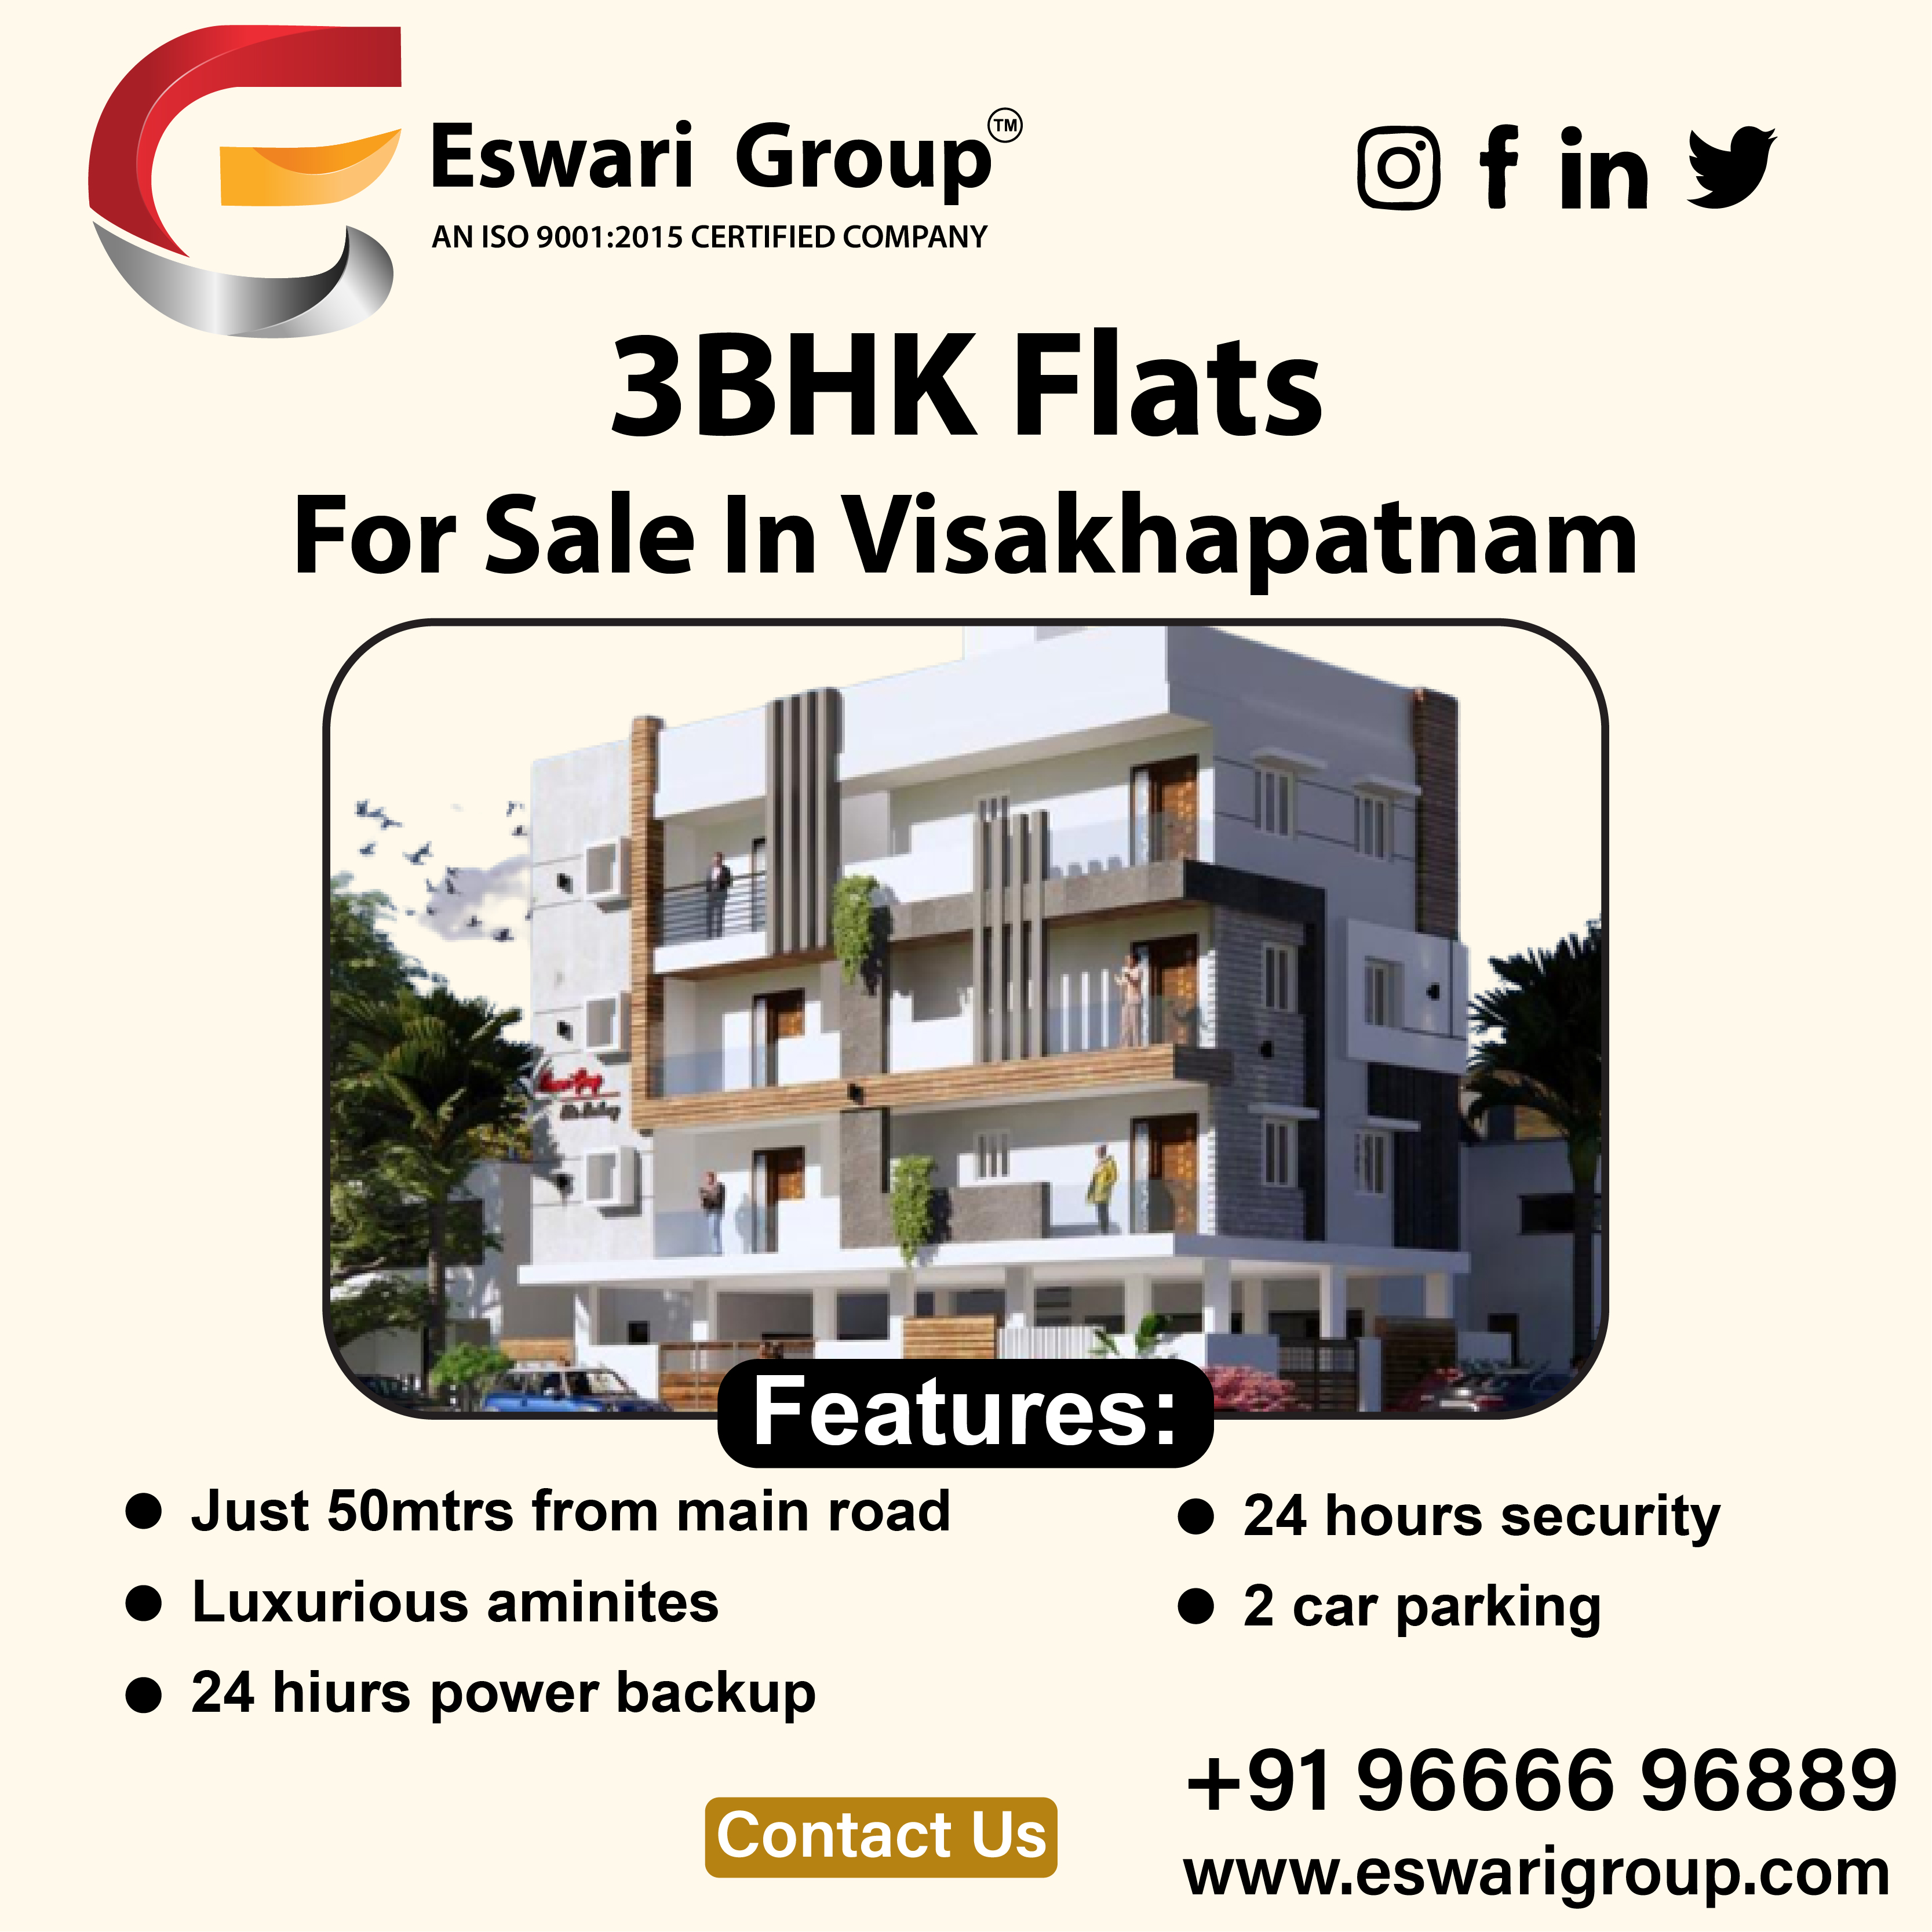 Eswari Group™
AN ISO 9001:2015 CERTIFIED COMPANY
3BHK Flats
For Sale In Visakhapatnam
Features:
Just 50mtrs from main road
Luxurious aminites
24 hiurs power backup
24 hours security
2 car parking
Contact Us
+91 96666 96889
www.eswarigroup.com